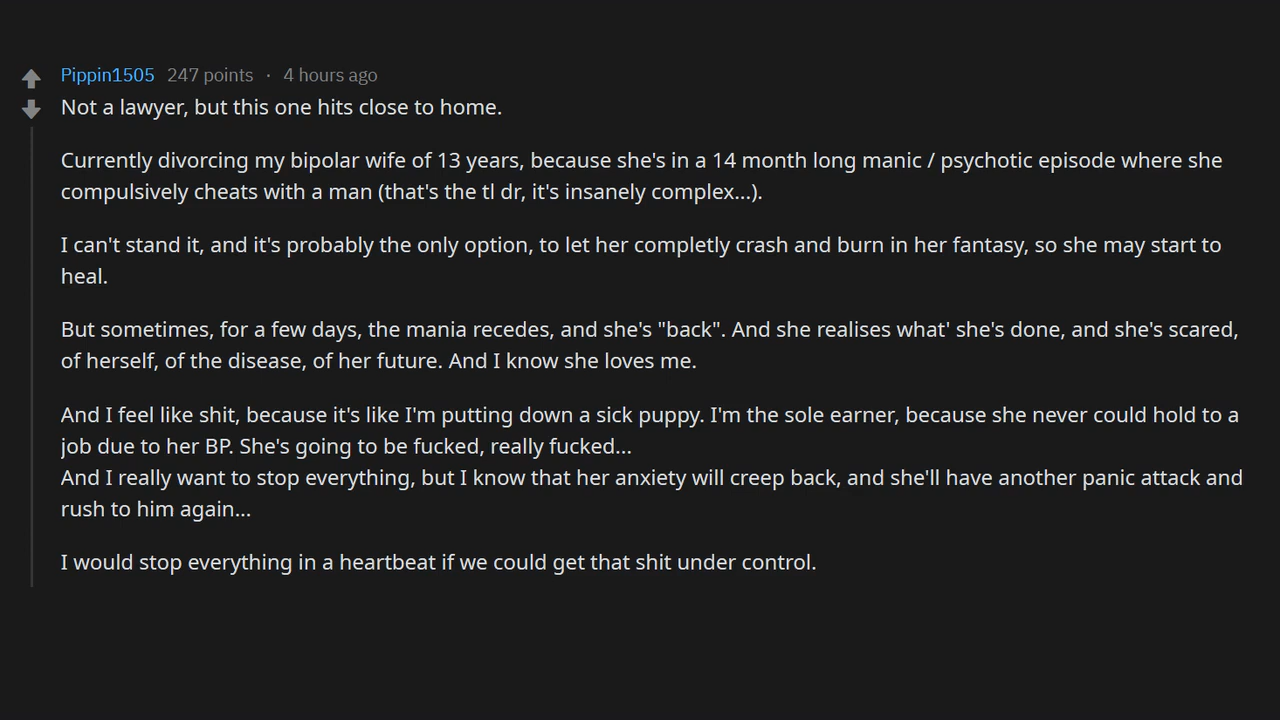 Pippin1505 247 points · 4 hours ago
Not a lawyer, but this one hits close to home.
Currently divorcing my bipolar wife of 13 years, because she's in a 14 month long manic / psychotic episode where she
compulsively cheats with a man (that's the tl dr, it's insanely complex...).
I can't stand it, and it's probably the only option, to let her completly crash and burn in her fantasy, so she may start to
heal.
But sometimes, for a few days, the mania recedes, and she's "back". And she realises what' she's done, and she's scared,
of herself, of the disease, of her future. And I know she loves me.
And I feel like shit, because it's like I'm putting down a sick puppy. I'm the sole earner, because she never could hold to a
job due to her BP. She's going to be fucked, really fucked...
And I really want to stop everything, but I know that her anxiety will creep back, and she'll have another panic attack and
rush to him again...
I would stop everything in a heartbeat if we could get that shit under control.